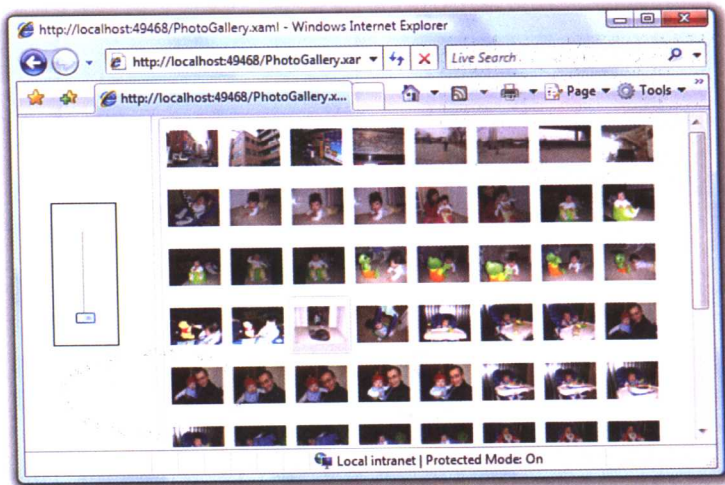 http://localhost:49468/PhotoGallery.xaml - Windows Internet Explorer
http://localhost:49468/PhotoGallery.xar
Live Search
http://localhost:49468/PhotoGallery.x...
Page
Tools
Local intranet | Protected Mode: On